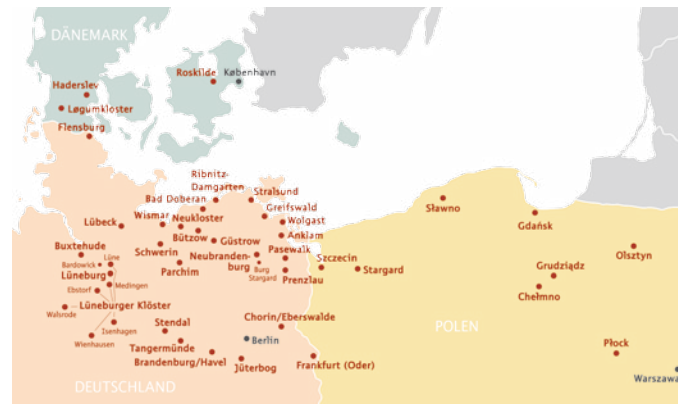 DÄNEMARK
Roskilde
København
Haderslev
Løgumkloster
Flensburg
Ribnitz-
Damgarten
Stralsund
Bad Doberan
Greifswald
Wismar
Neukloster
Wolgast
Sławno
Lübeck
Gdańsk
Bützow
Güstrow
Anklam
Buxtehude
Schwerin
Pasewalk
Olsztyn
Lüne
Neubranden-
burg
Szczecin
Bardowick
Parchim
Burg
Stargard
Stargard
Lüneburg
Grudziądz
Medingen
Prenzlau
Ebstorf
Chełmno
Lüneburger Klöster
Walsrode
Chorin/Eberswalde
Isenhagen
Stendal
POLEN
Berlin
Wienhausen
Tangermünde
Płock
Brandenburg/Havel
Jüterbog
Frankfurt (Oder)
Warszawa
DEUTSCHLAND